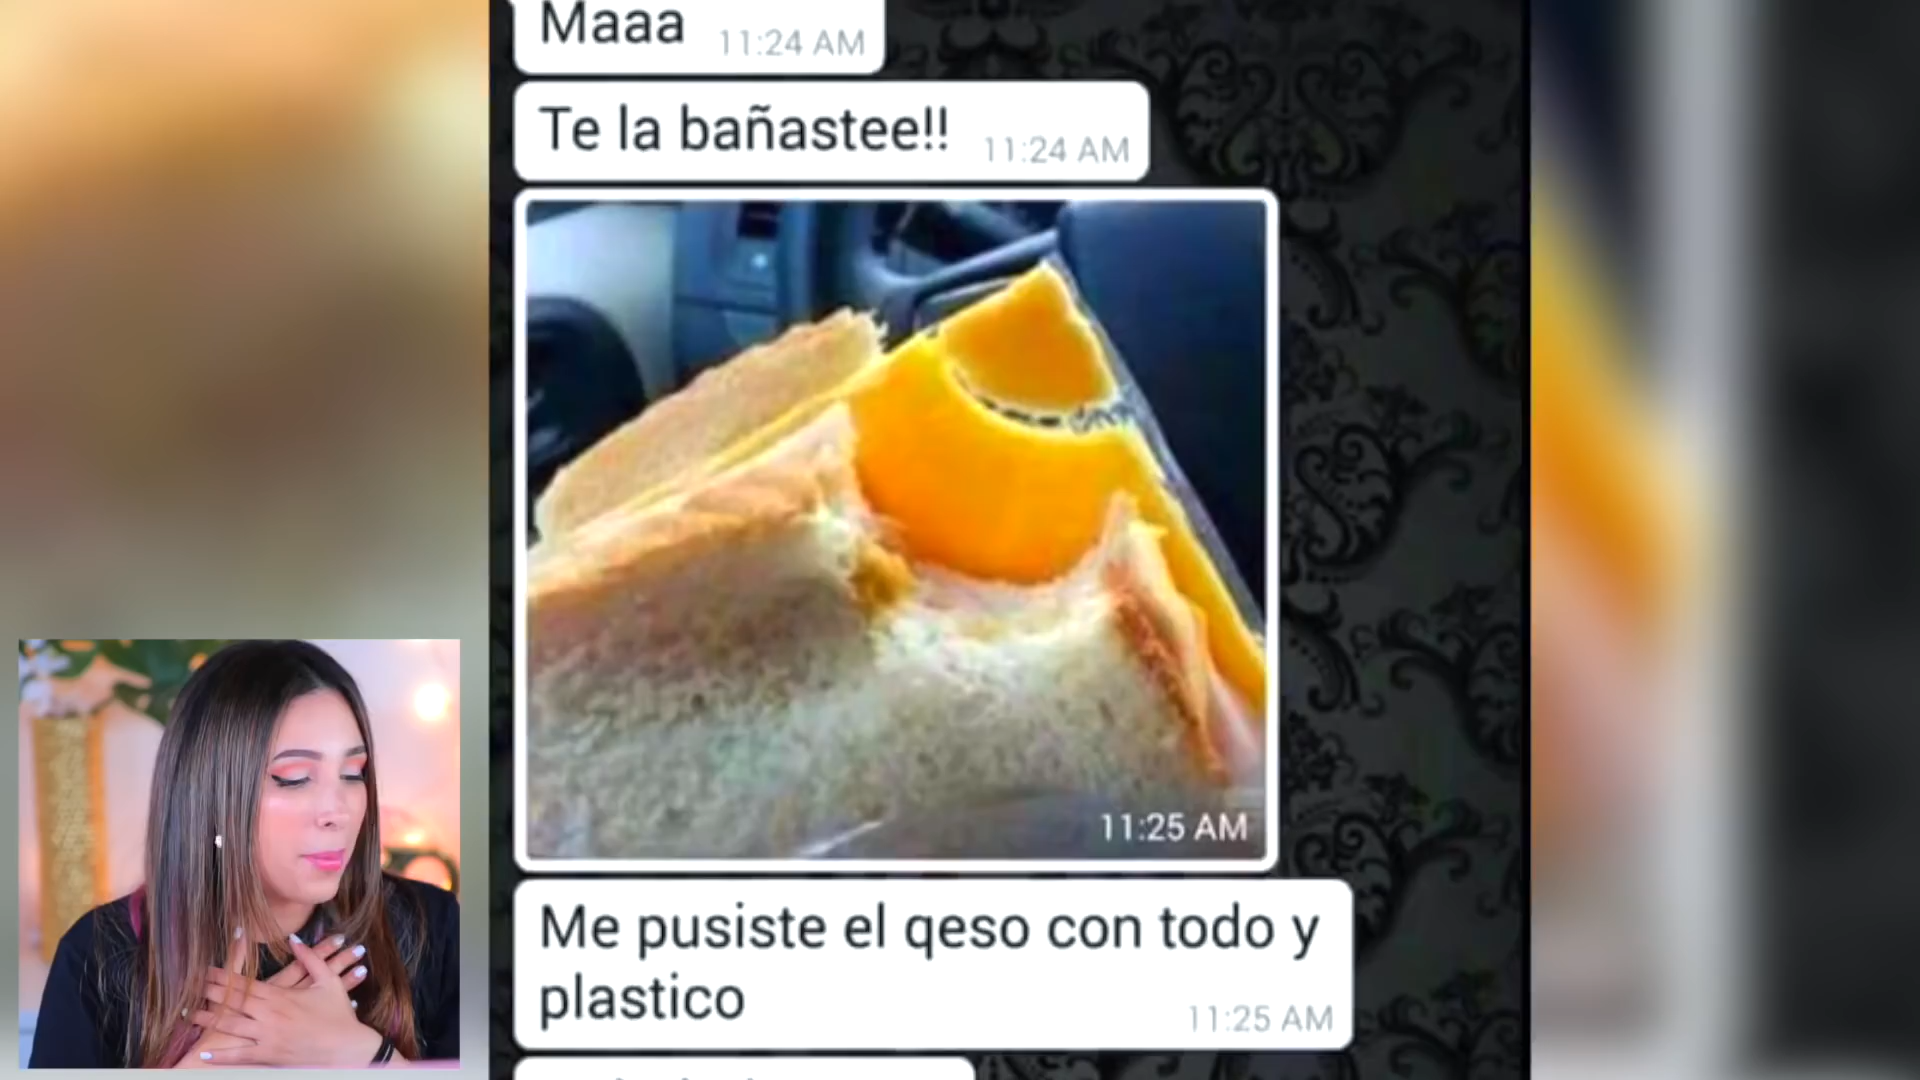 Maaa 11:24 AM
Te la bañastee!! 11:24 AM
11:25 AM
Me pusiste el qeso con todo y
plastico 11:25 AM